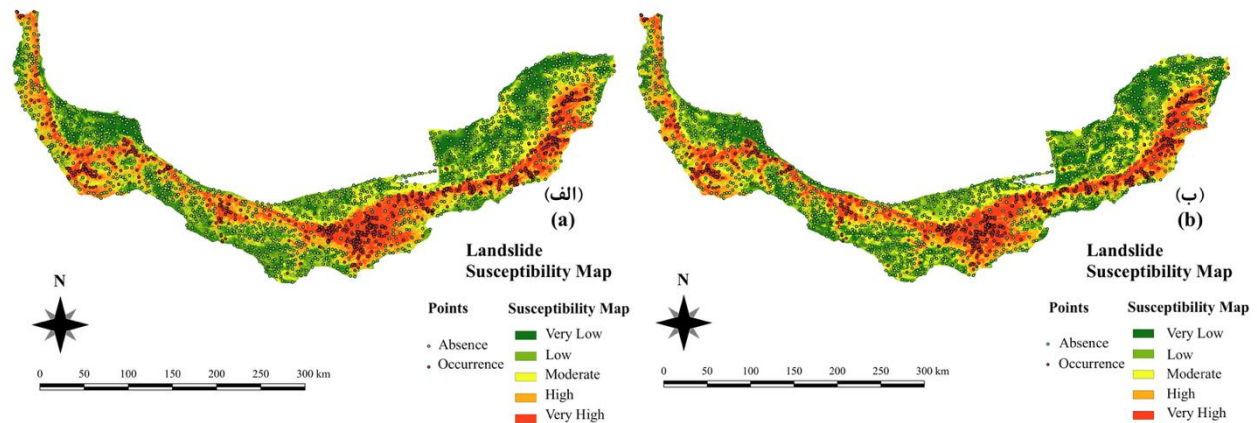 (الف)
(a)
Landslide
Susceptibility Map
N
Points
Susceptibility Map
Absence
Occurrence
Very Low
Low
Moderate
High
Very High
0 50 100 150 200 250 300 km
(ب)
(b)
Landslide
Susceptibility Map
N
Points
Susceptibility Map
Absence
Occurrence
Very Low
Low
Moderate
High
Very High
0 50 100 150 200 250 300 km